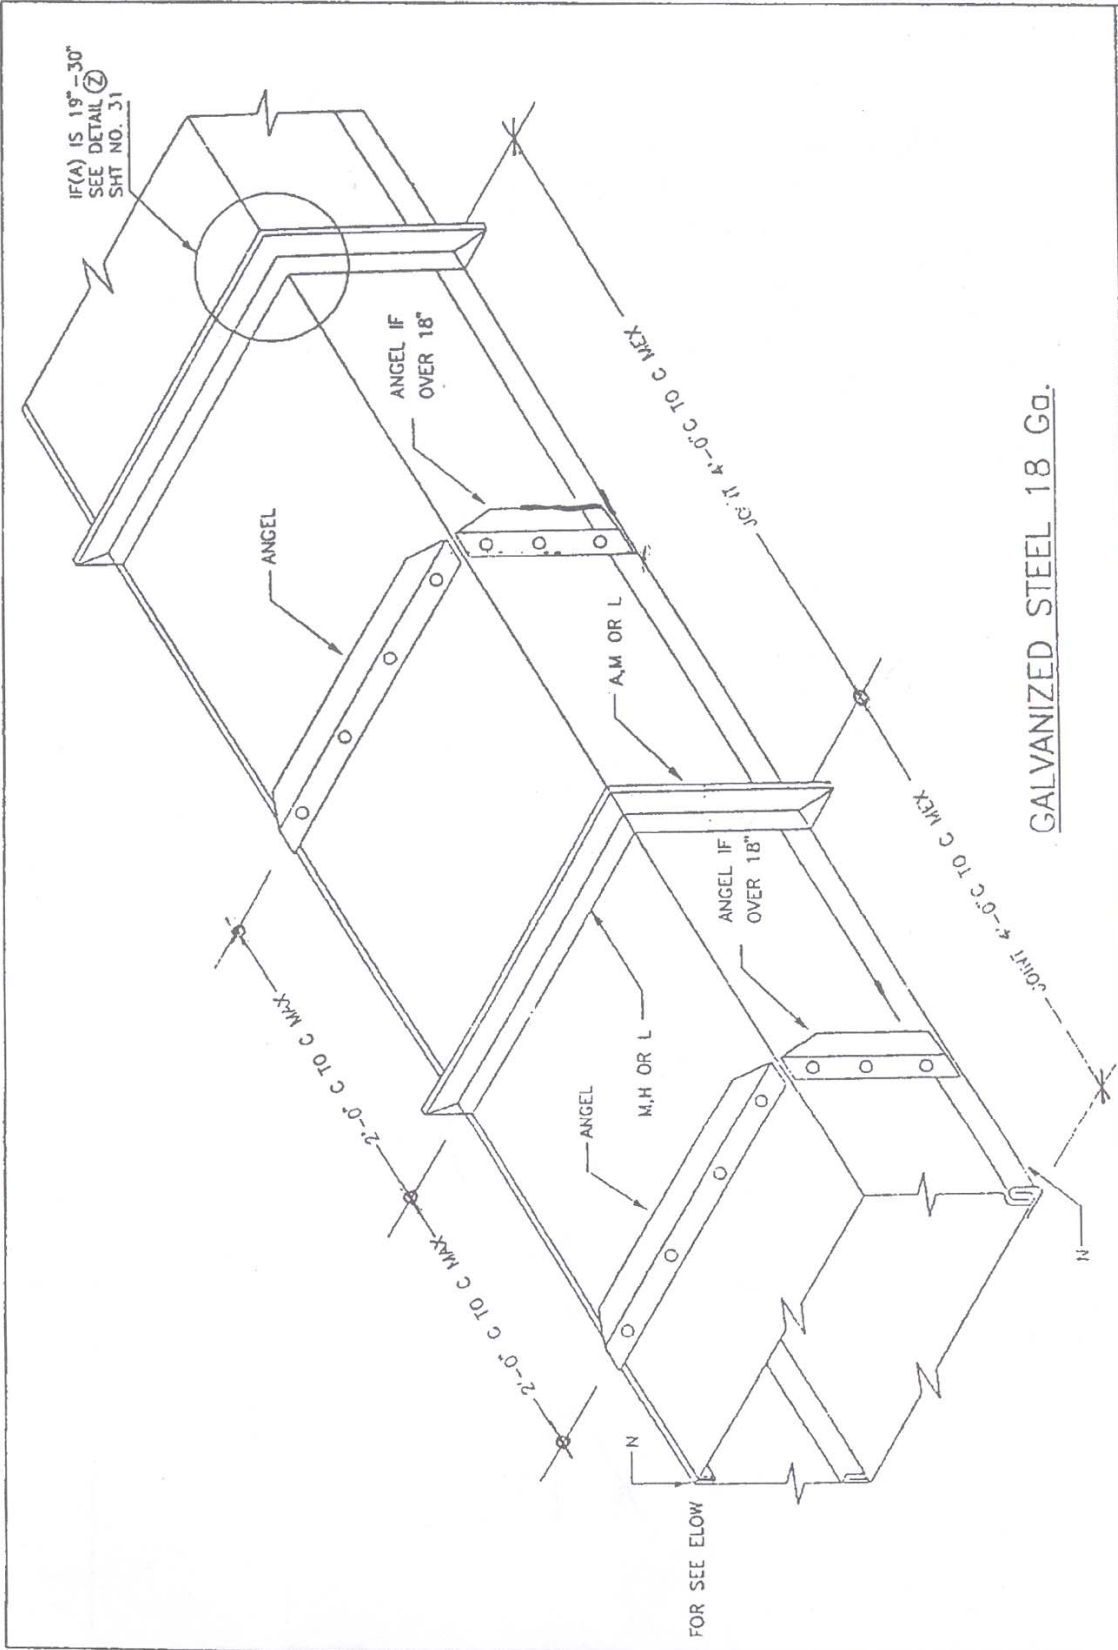 IF(A) IS 19"-30"
SEE DETAIL Z
SHT NO. 31
ANGEL IF
OVER 18"
ANGEL
JOINT 4'-0" C TO C MEX
A,M OR L
2'-0" C TO C MAX
ANGEL IF
OVER 18"
M,H OR L
ANGEL
2'-0" C TO C MAX
JOINT 4'-0" C TO C MEX
N
N
FOR SEE ELOW
GALVANIZED STEEL 18 Ga.